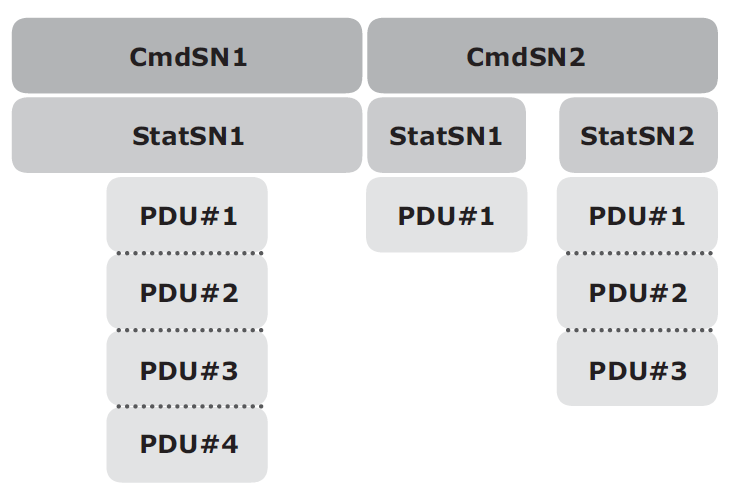 CmdSN1 CmdSN2
StatSN1 StatSN1 StatSN2
PDU#1 PDU#1 PDU#1
PDU#2 PDU#2
PDU#3 PDU#3
PDU#4